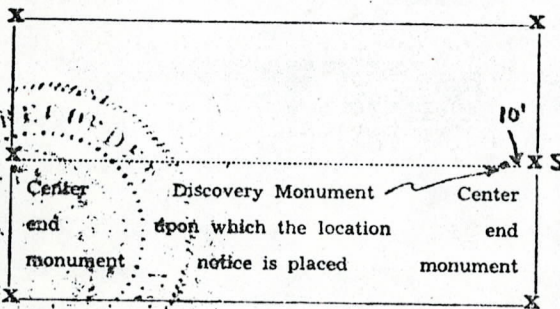 X X
10'
X X X S
Center Discovery Monument Center
end upon which the location end
monument notice is placed monument
X X